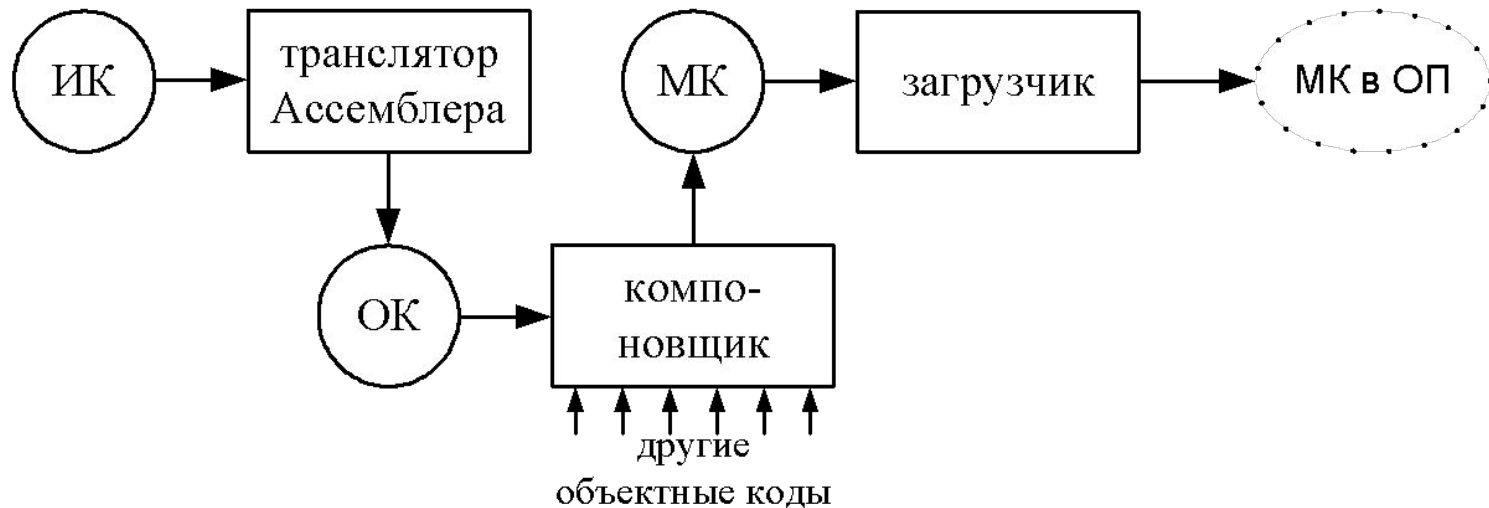 ИК
транслятор
Ассемблера
МК
загрузчик
МК в ОП
ОК
компо-
новщик
другие
объектные коды